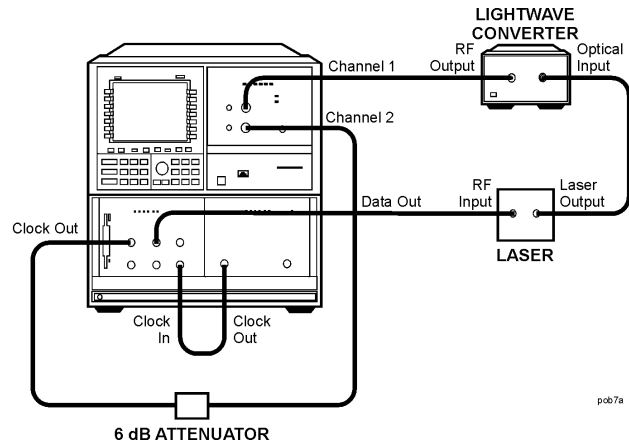 LIGHTWAVE
CONVERTER
RF
Output
Optical
Input
Channel 1
Channel 2
Data Out
RF
Input
Laser
Output
LASER
Clock Out
Clock
In
Clock
Out
6 dB ATTENUATOR
pob7a